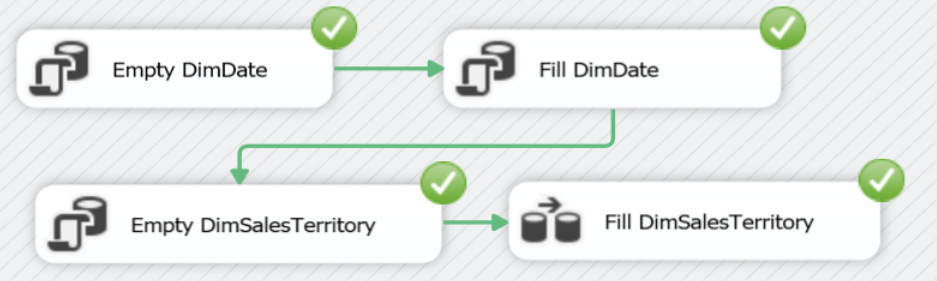 Empty DimDate
Fill DimDate
Empty DimSalesTerritory
Fill DimSalesTerritory